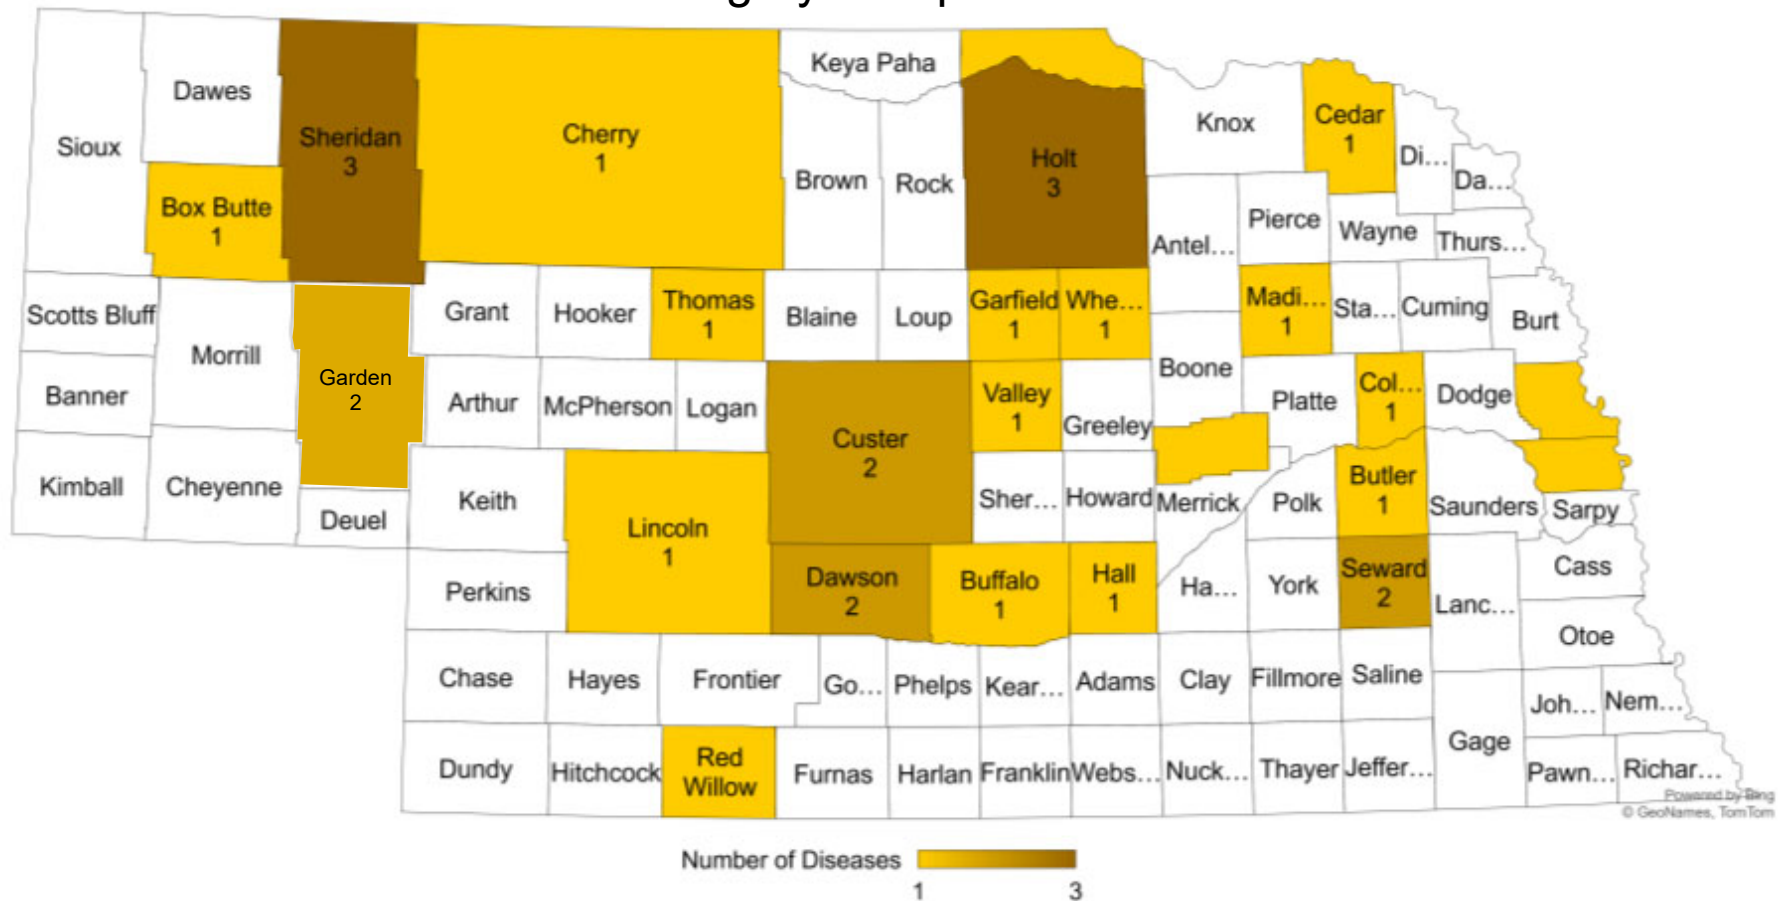 Keya Paha
Dawes
Sheridan
3
Cherry
1
Sioux
Knox
Cedar
1
Di...
Da...
Holt
3
Brown
Rock
Box Butte
1
Pierce
Wayne
Thurs...
Antel...
Scotts Bluff
Grant
Hooker
Thomas
1
Blaine
Loup
Garfield
1
Whe...
1
Madi...
1
Sta...
Cuming
Burt
Morrill
Boone
Banner
Garden
2
Arthur
McPherson
Logan
Custer
2
Valley
1
Greeley
Platte
Col...
1
Dodge
Kimball
Cheyenne
Deuel
Keith
Lincoln
1
Sher...
Howard
Merrick
Polk
Butler
1
Saunders
Sarpy
Perkins
Dawson
2
Buffalo
1
Hall
1
Ha...
York
Seward
2
Lanc...
Cass
Otoe
Chase
Hayes
Frontier
Go...
Phelps
Kear...
Adams
Clay
Fillmore
Saline
Joh...
Nem...
Dundy
Hitchcock
Red
Willow
Furnas
Harlan
Franklin
Webs...
Nuck...
Thayer
Jeffer...
Gage
Pawn...
Richar...
Powered by Bing
© GeoNames, TomTom
Number of Diseases
1
3